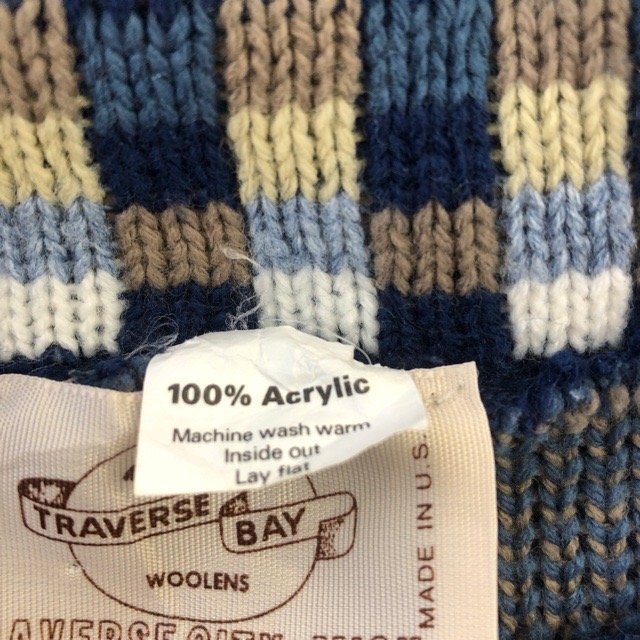 100% Acrylic
Machine wash warm
Inside out
Lay flat
TRAVERSE BAY
WOOLENS
MADE IN U.S.